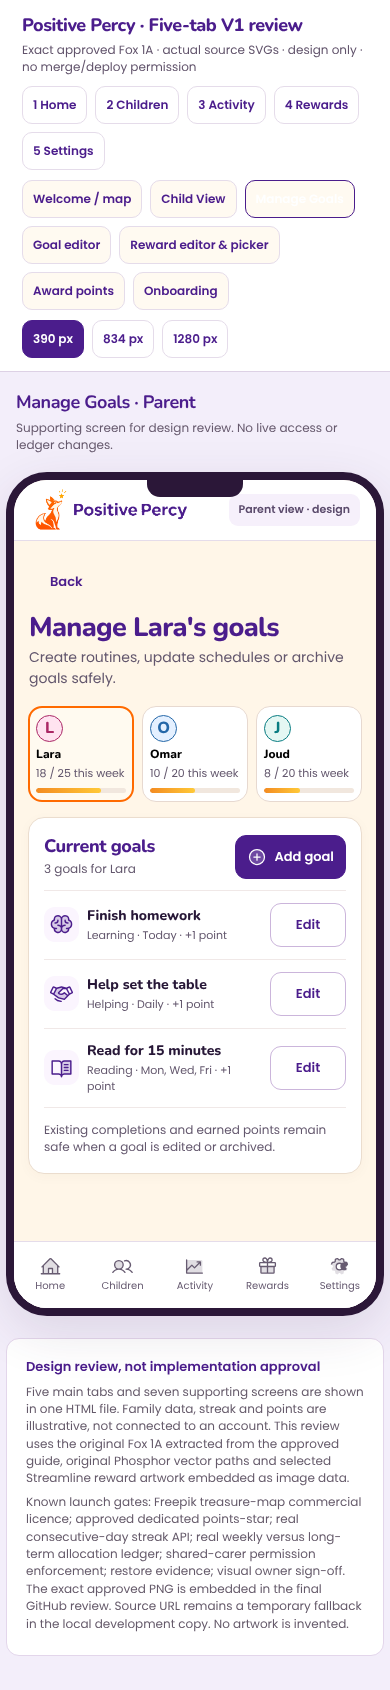 Positive Percy · Five-tab V1 review
Exact approved Fox 1A · actual source SVGs · design only ·
no merge/deploy permission
1 Home
2 Children
3 Activity
4 Rewards
5 Settings
Welcome / map
Child View
Manage Goals
Goal editor
Reward editor & picker
Award points
Onboarding
390 px
834 px
1280 px
Manage Goals · Parent
Supporting screen for design review. No live access or
ledger changes.
Positive Percy
Parent view · design
Back
Manage Lara's goals
Create routines, update schedules or archive
goals safely.
L
Lara
18 / 25 this week
O
Omar
10 / 20 this week
J
Joud
8 / 20 this week
Current goals
3 goals for Lara
Add goal
Finish homework
Learning · Today · +1 point
Edit
Help set the table
Helping · Daily · +1 point
Edit
Read for 15 minutes
Reading · Mon, Wed, Fri · +1
point
Edit
Existing completions and earned points remain
safe when a goal is edited or archived.
Home
Children
Activity
Rewards
Settings
Design review, not implementation approval
Five main tabs and seven supporting screens are shown
in one HTML file. Family data, streak and points are
illustrative, not connected to an account. This review
uses the original Fox 1A extracted from the approved
guide, original Phosphor vector paths and selected
Streamline reward artwork embedded as image data.
Known launch gates: Freepik treasure-map commercial
licence; approved dedicated points-star; real
consecutive-day streak API; real weekly versus long-
term allocation ledger; shared-carer permission
enforcement; restore evidence; visual owner sign-off.
The exact approved PNG is embedded in the final
GitHub review. Source URL remains a temporary fallback
in the local development copy. No artwork is invented.